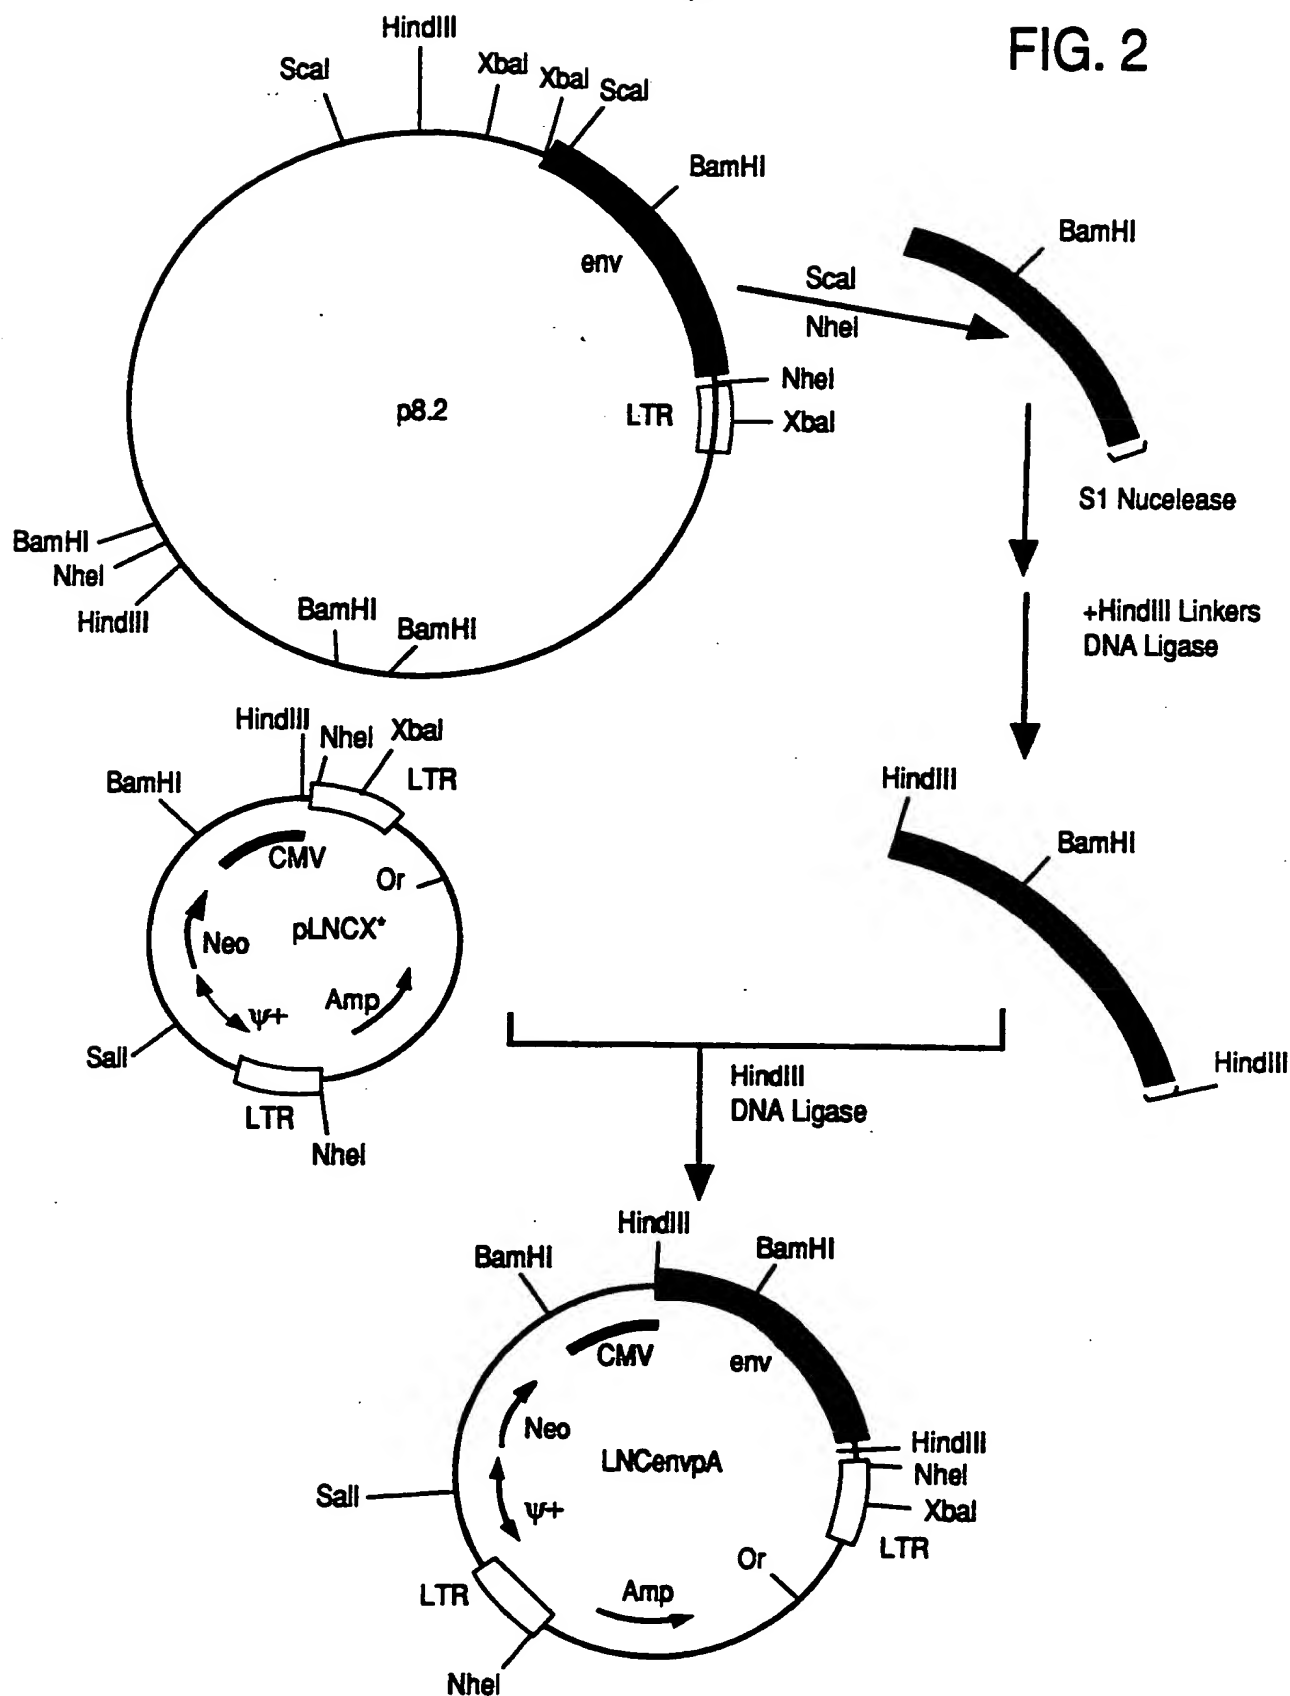 FIG. 2
HindIII
ScaI
XbaI
XbaI
ScaI
BamHI
env
NheI
LTR
XbaI
p8.2
BamHI
NheI
HindIII
BamHI
BamHI
ScaI
NheI
BamHI
S1 Nucelease
+HindIII Linkers
DNA Ligase
HindIII
BamHI
HindIII
HindIII
NheI
XbaI
LTR
BamHI
CMV
Or
Neo
pLNCX*
Amp
ψ+
SalI
LTR
NheI
HindIII
DNA Ligase
HindIII
BamHI
BamHI
CMV
env
Neo
LNCenvpA
HindIII
NheI
XbaI
LTR
SalI
ψ+
Or
LTR
Amp
NheI